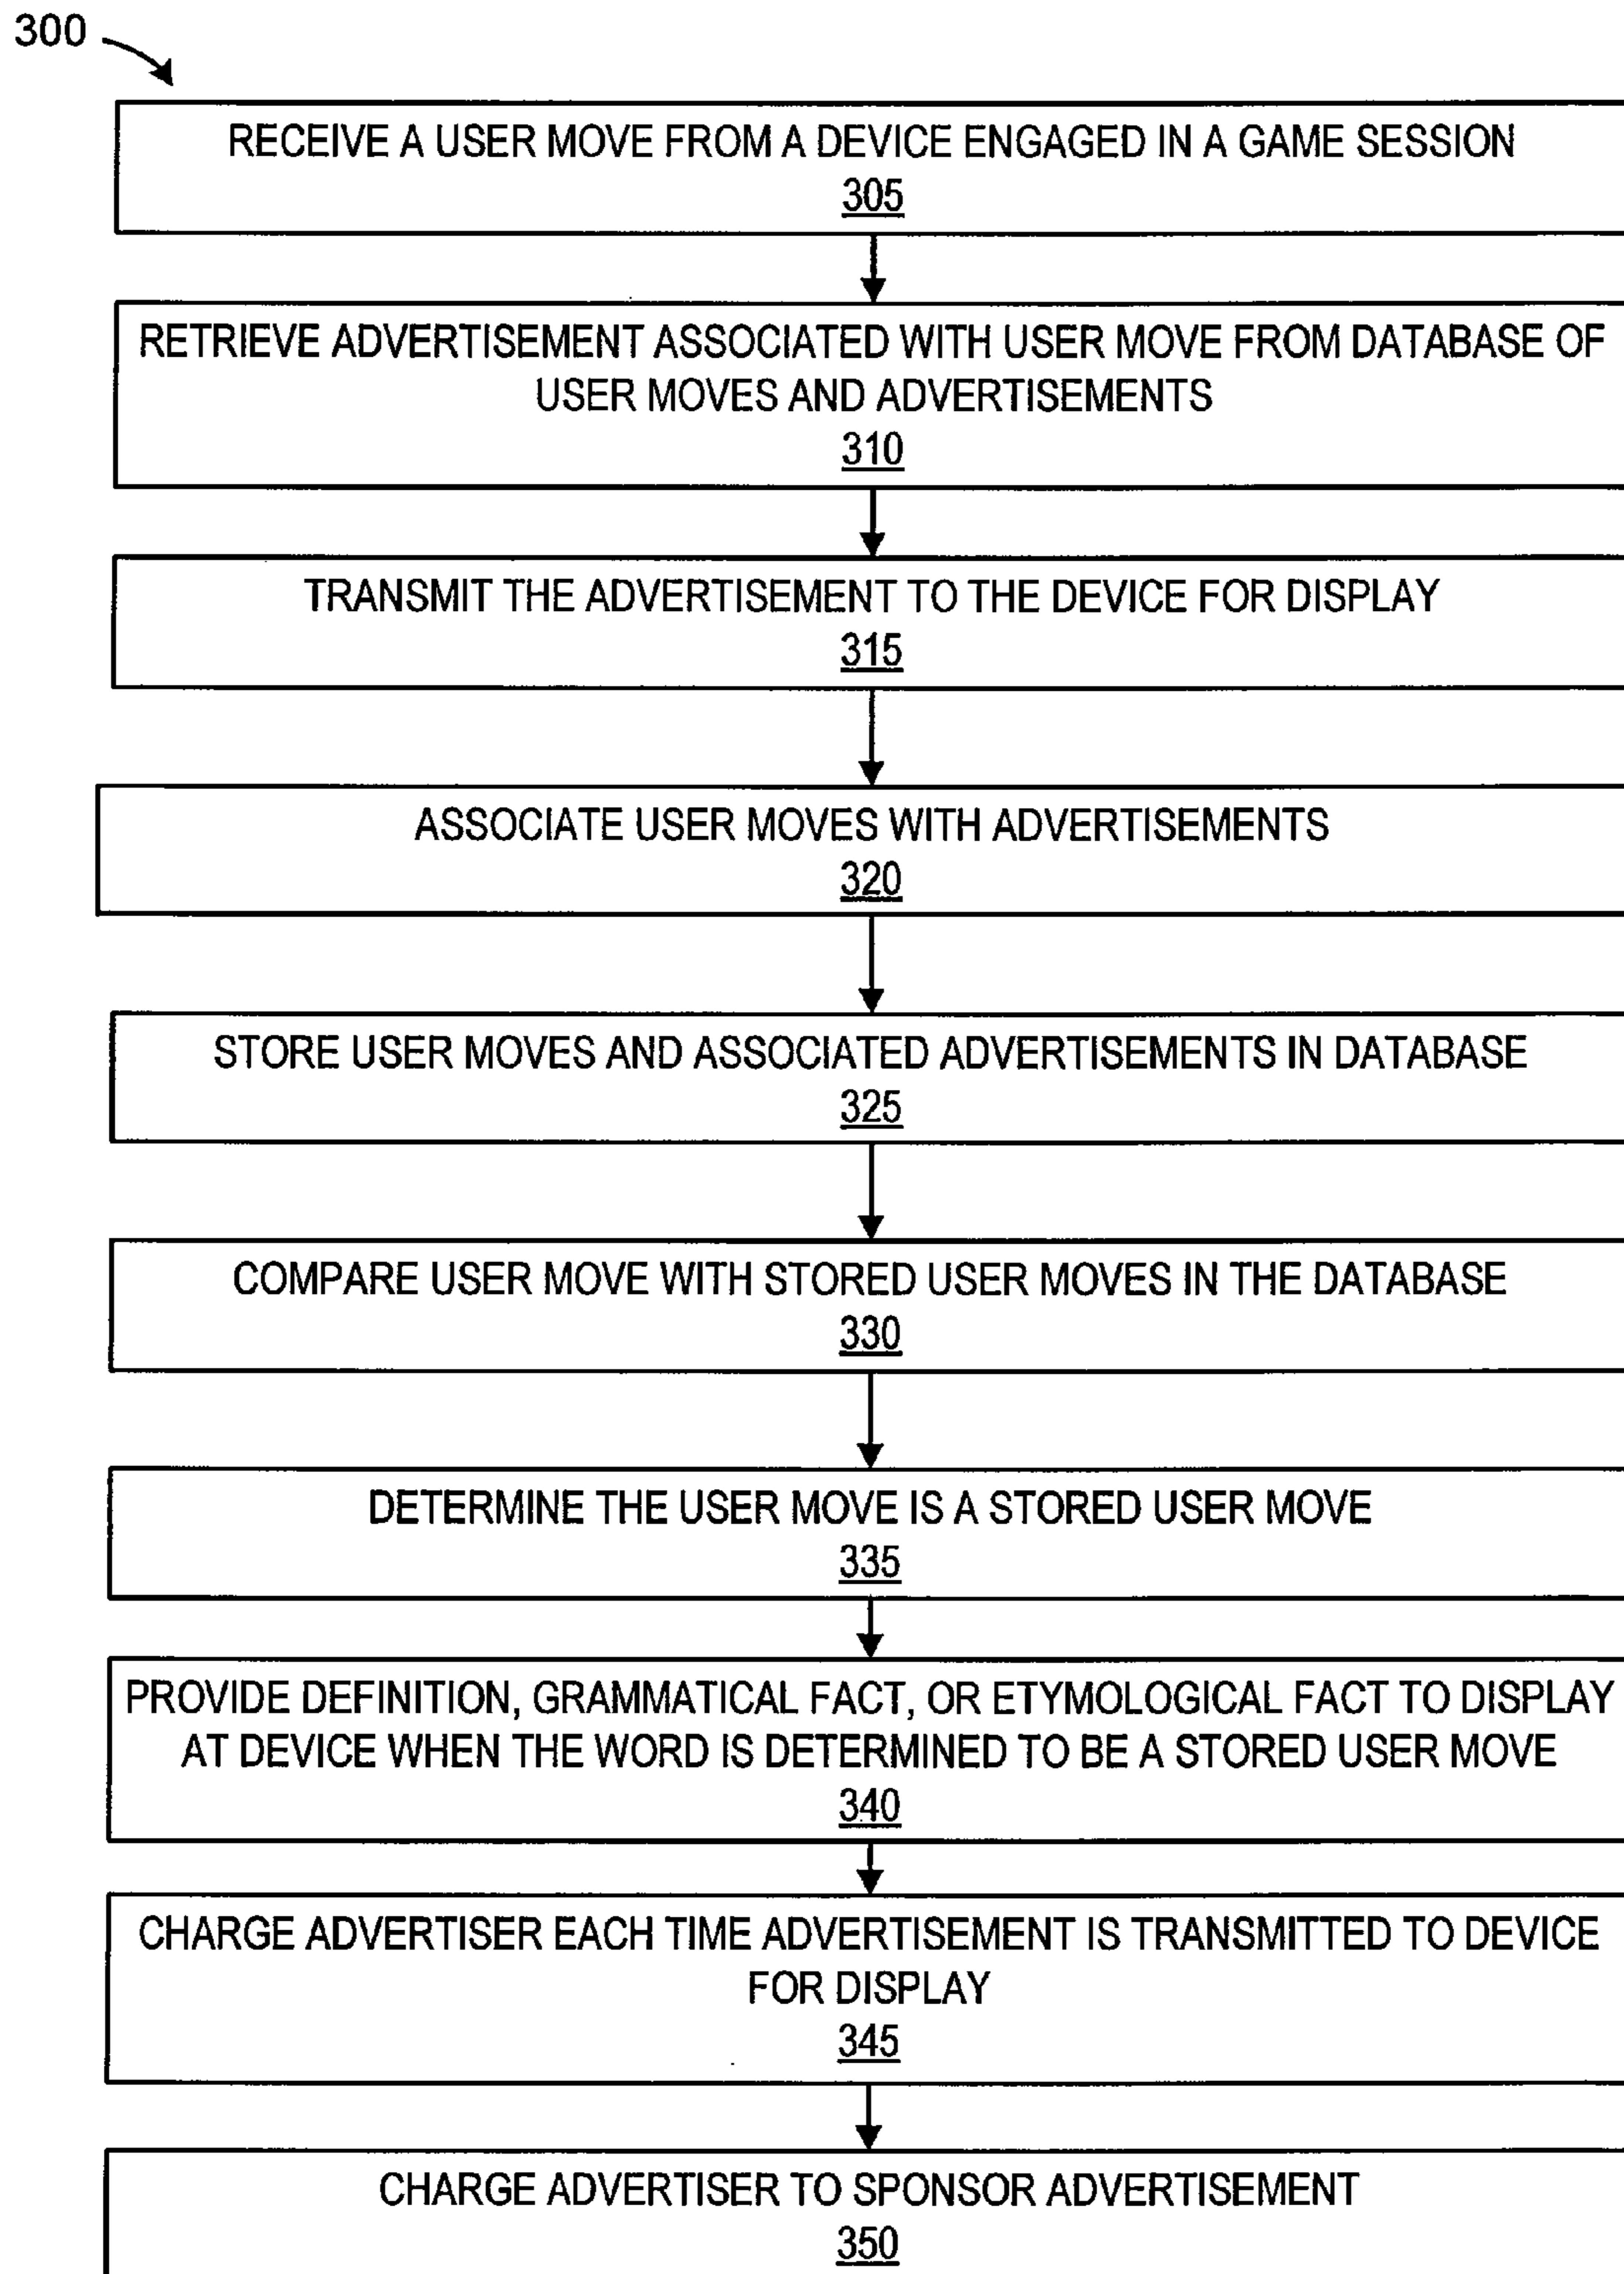 300
RECEIVE A USER MOVE FROM A DEVICE ENGAGED IN A GAME SESSION
305
RETRIEVE ADVERTISEMENT ASSOCIATED WITH USER MOVE FROM DATABASE OF
USER MOVES AND ADVERTISEMENTS
310
TRANSMIT THE ADVERTISEMENT TO THE DEVICE FOR DISPLAY
315
ASSOCIATE USER MOVES WITH ADVERTISEMENTS
320
STORE USER MOVES AND ASSOCIATED ADVERTISEMENTS IN DATABASE
325
COMPARE USER MOVE WITH STORED USER MOVES IN THE DATABASE
330
DETERMINE THE USER MOVE IS A STORED USER MOVE
335
PROVIDE DEFINITION, GRAMMATICAL FACT, OR ETYMOLOGICAL FACT TO DISPLAY
AT DEVICE WHEN THE WORD IS DETERMINED TO BE A STORED USER MOVE
340
CHARGE ADVERTISER EACH TIME ADVERTISEMENT IS TRANSMITTED TO DEVICE
FOR DISPLAY
345
CHARGE ADVERTISER TO SPONSOR ADVERTISEMENT
350